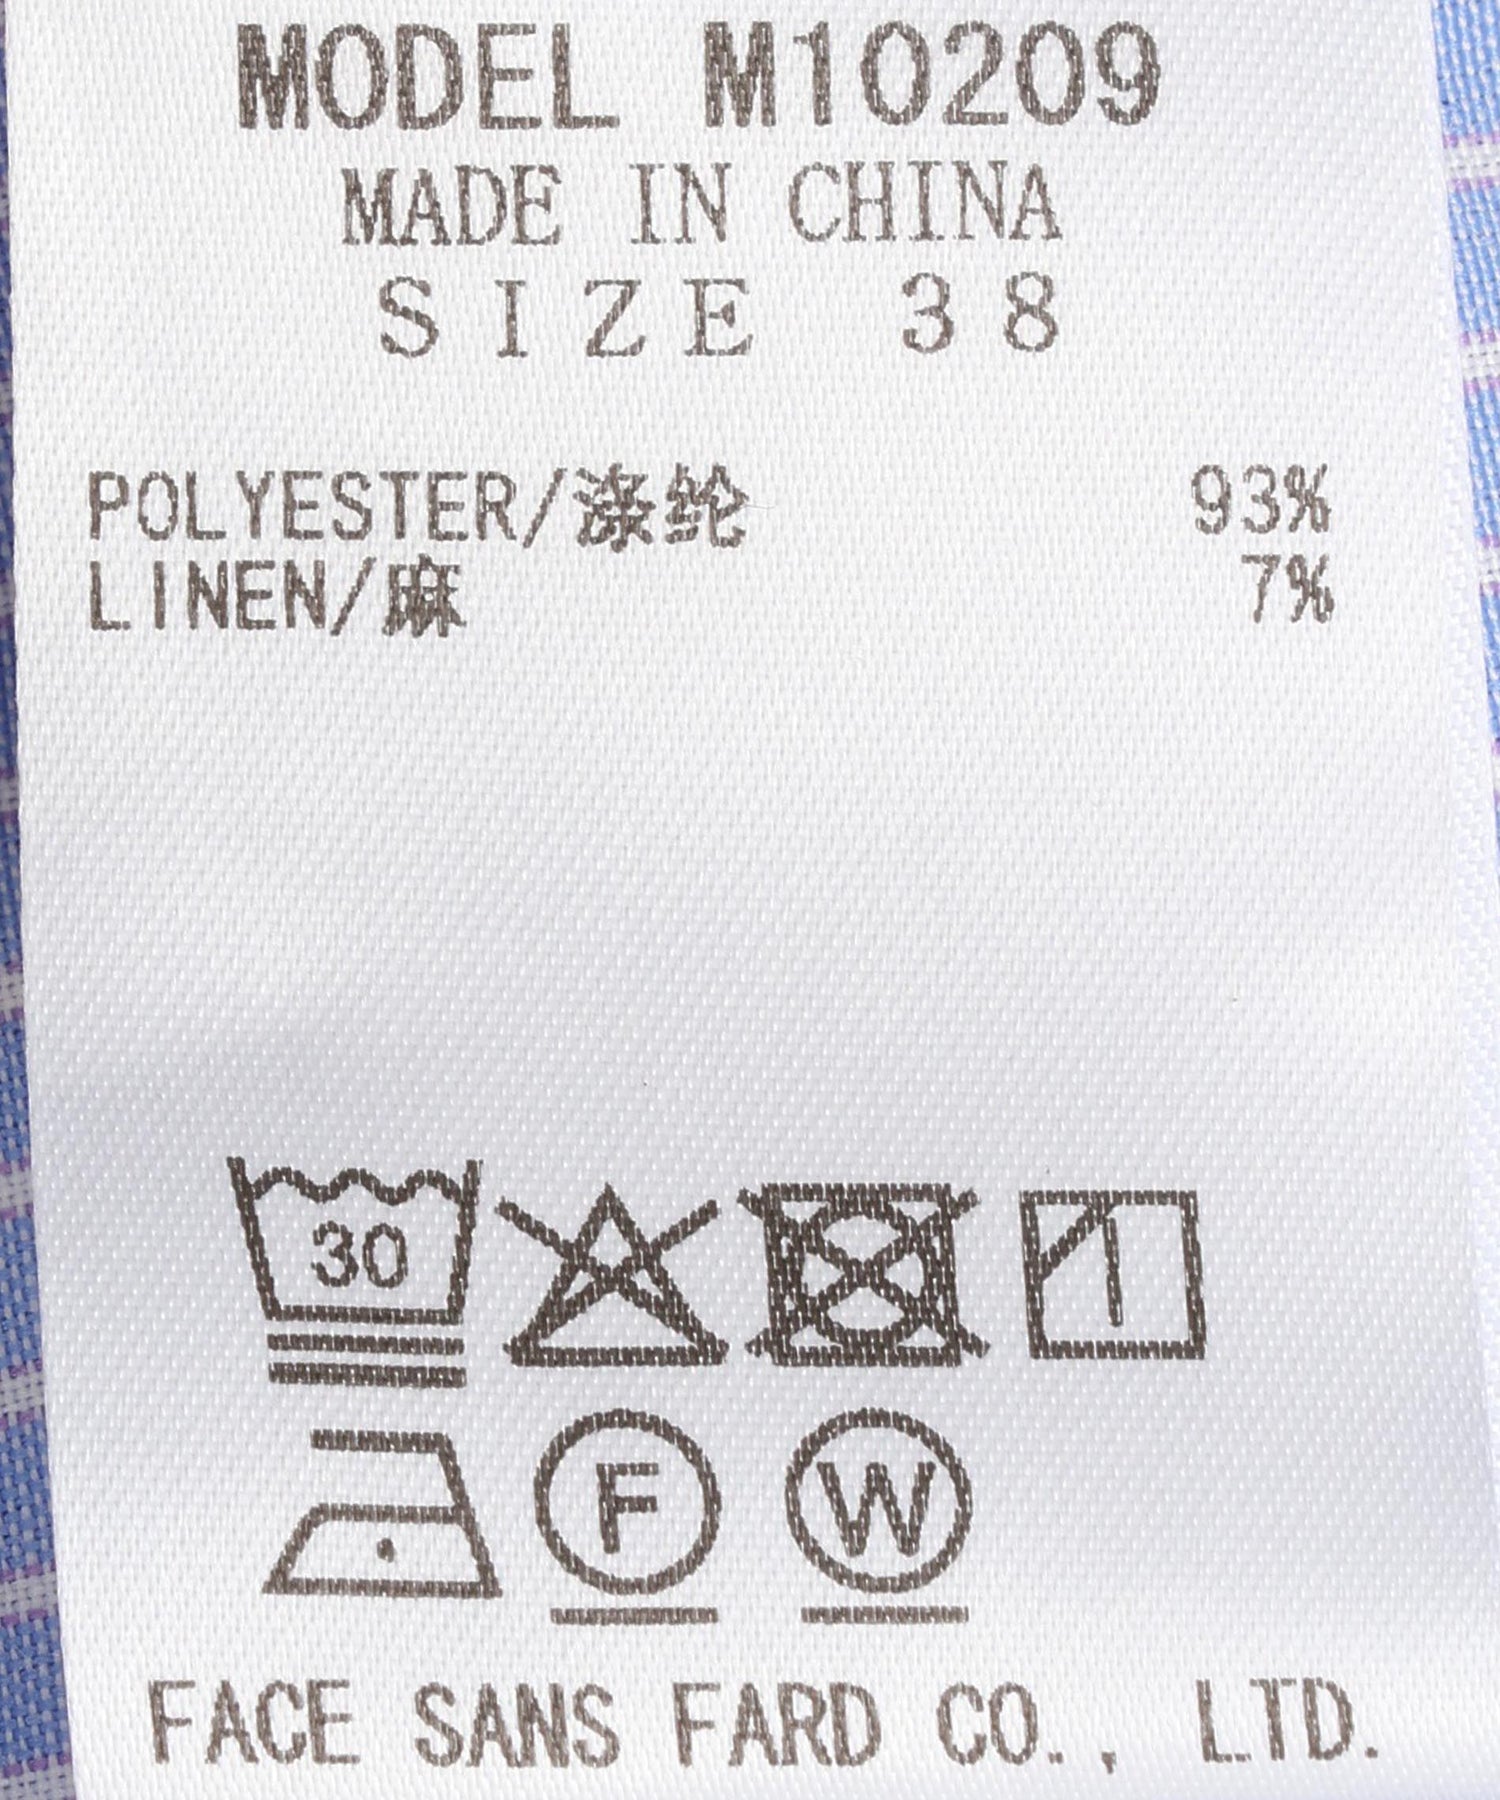 MODEL M10209
MADE IN CHINA
SIZE 38
POLYESTER/涤纶 93%
LINEN/麻 7%
30
F W
FACE SANS FARD CO., LTD.